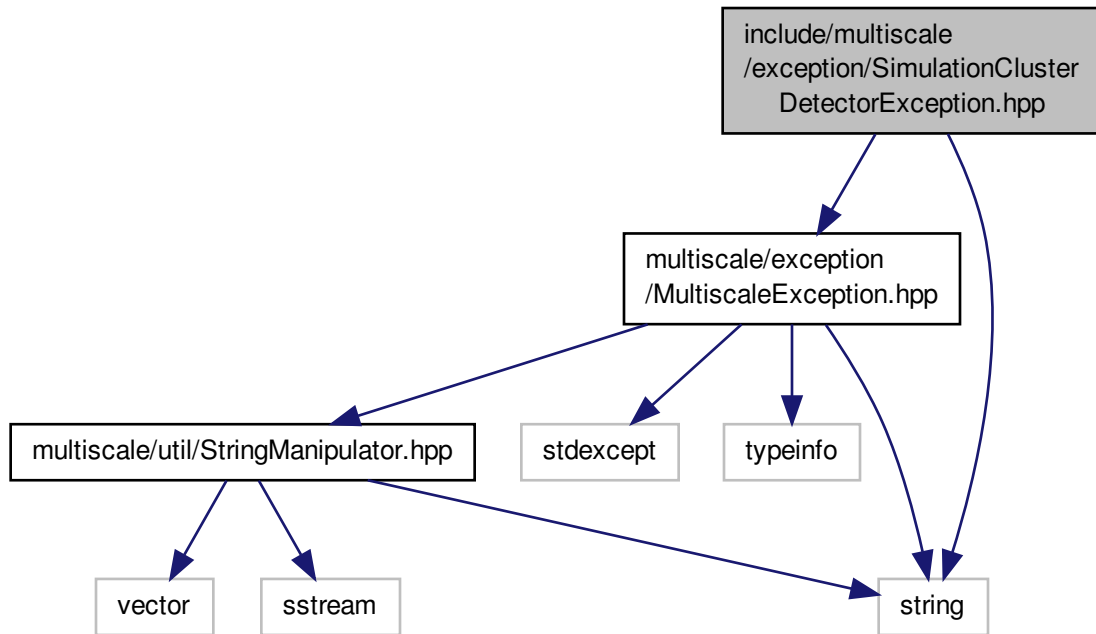 include/multiscale
/exception/SimulationCluster
DetectorException.hpp
multiscale/exception
/MultiscaleException.hpp
multiscale/util/StringManipulator.hpp
stdexcept
typeinfo
vector
sstream
string